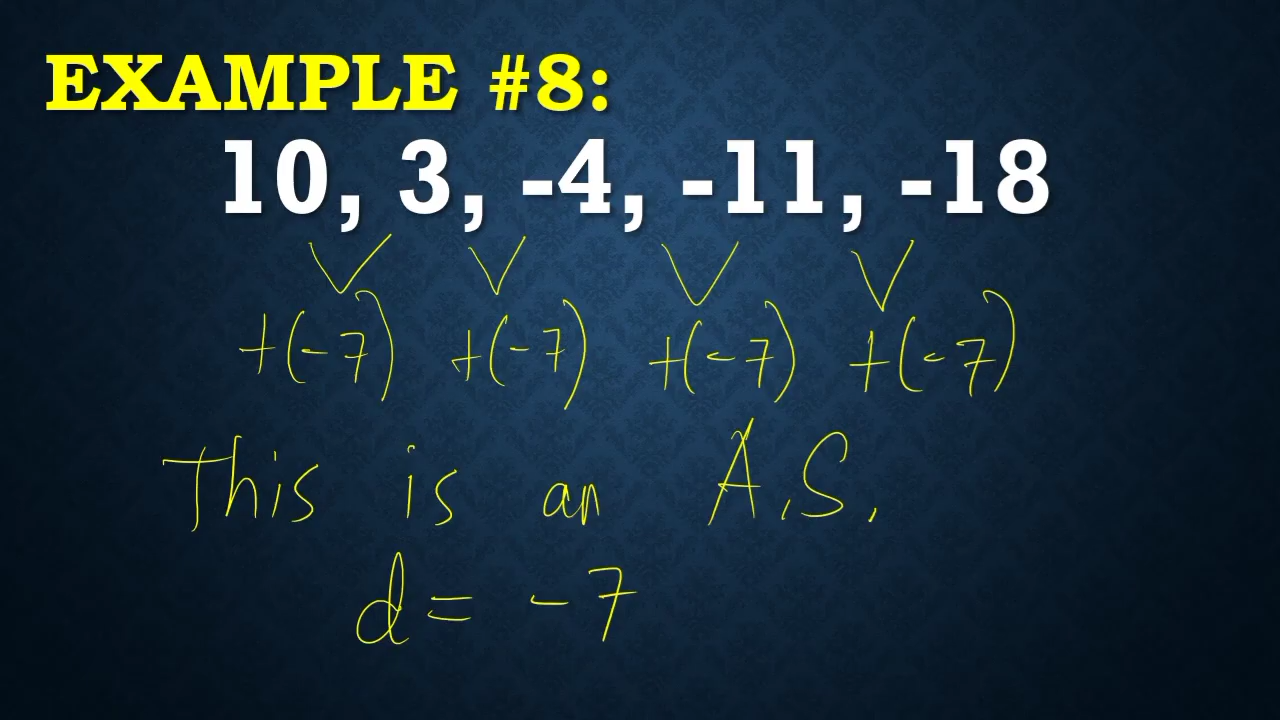 EXAMPLE #8:
10, 3, -4, -11, -18
+(-7) +(-7) +(-7) +(-7)
This is an A.S.
d= -7